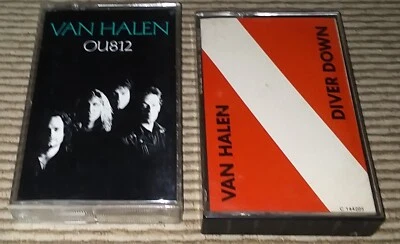 VAN HALEN
OU812
VAN HALEN
DIVER DOWN